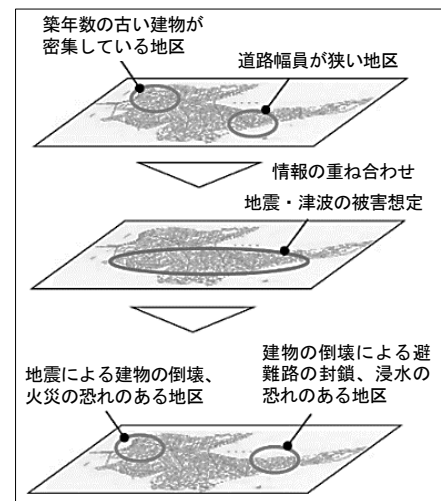 築年数の古い建物が
密集している地区
道路幅員が狭い地区
情報の重ね合わせ
地震・津波の被害想定
地震による建物の倒壊、
火災の恐れのある地区
建物の倒壊による避
難路の封鎖、浸水の
恐れのある地区